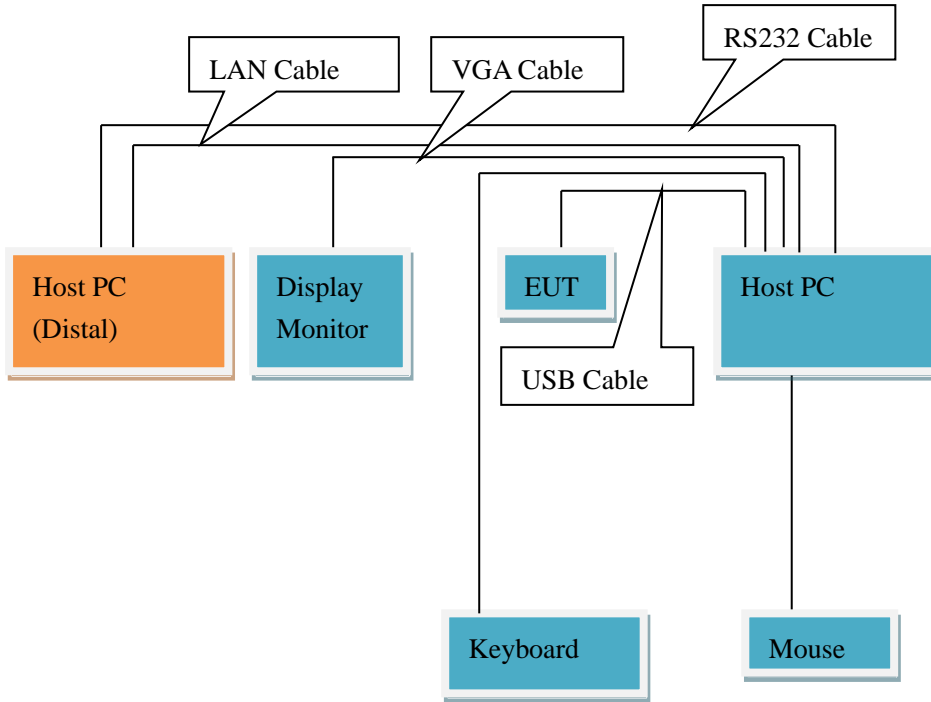 RS232 Cable
LAN Cable
VGA Cable
Host PC
(Distal)
Display
Monitor
EUT
Host PC
USB Cable
Keyboard
Mouse